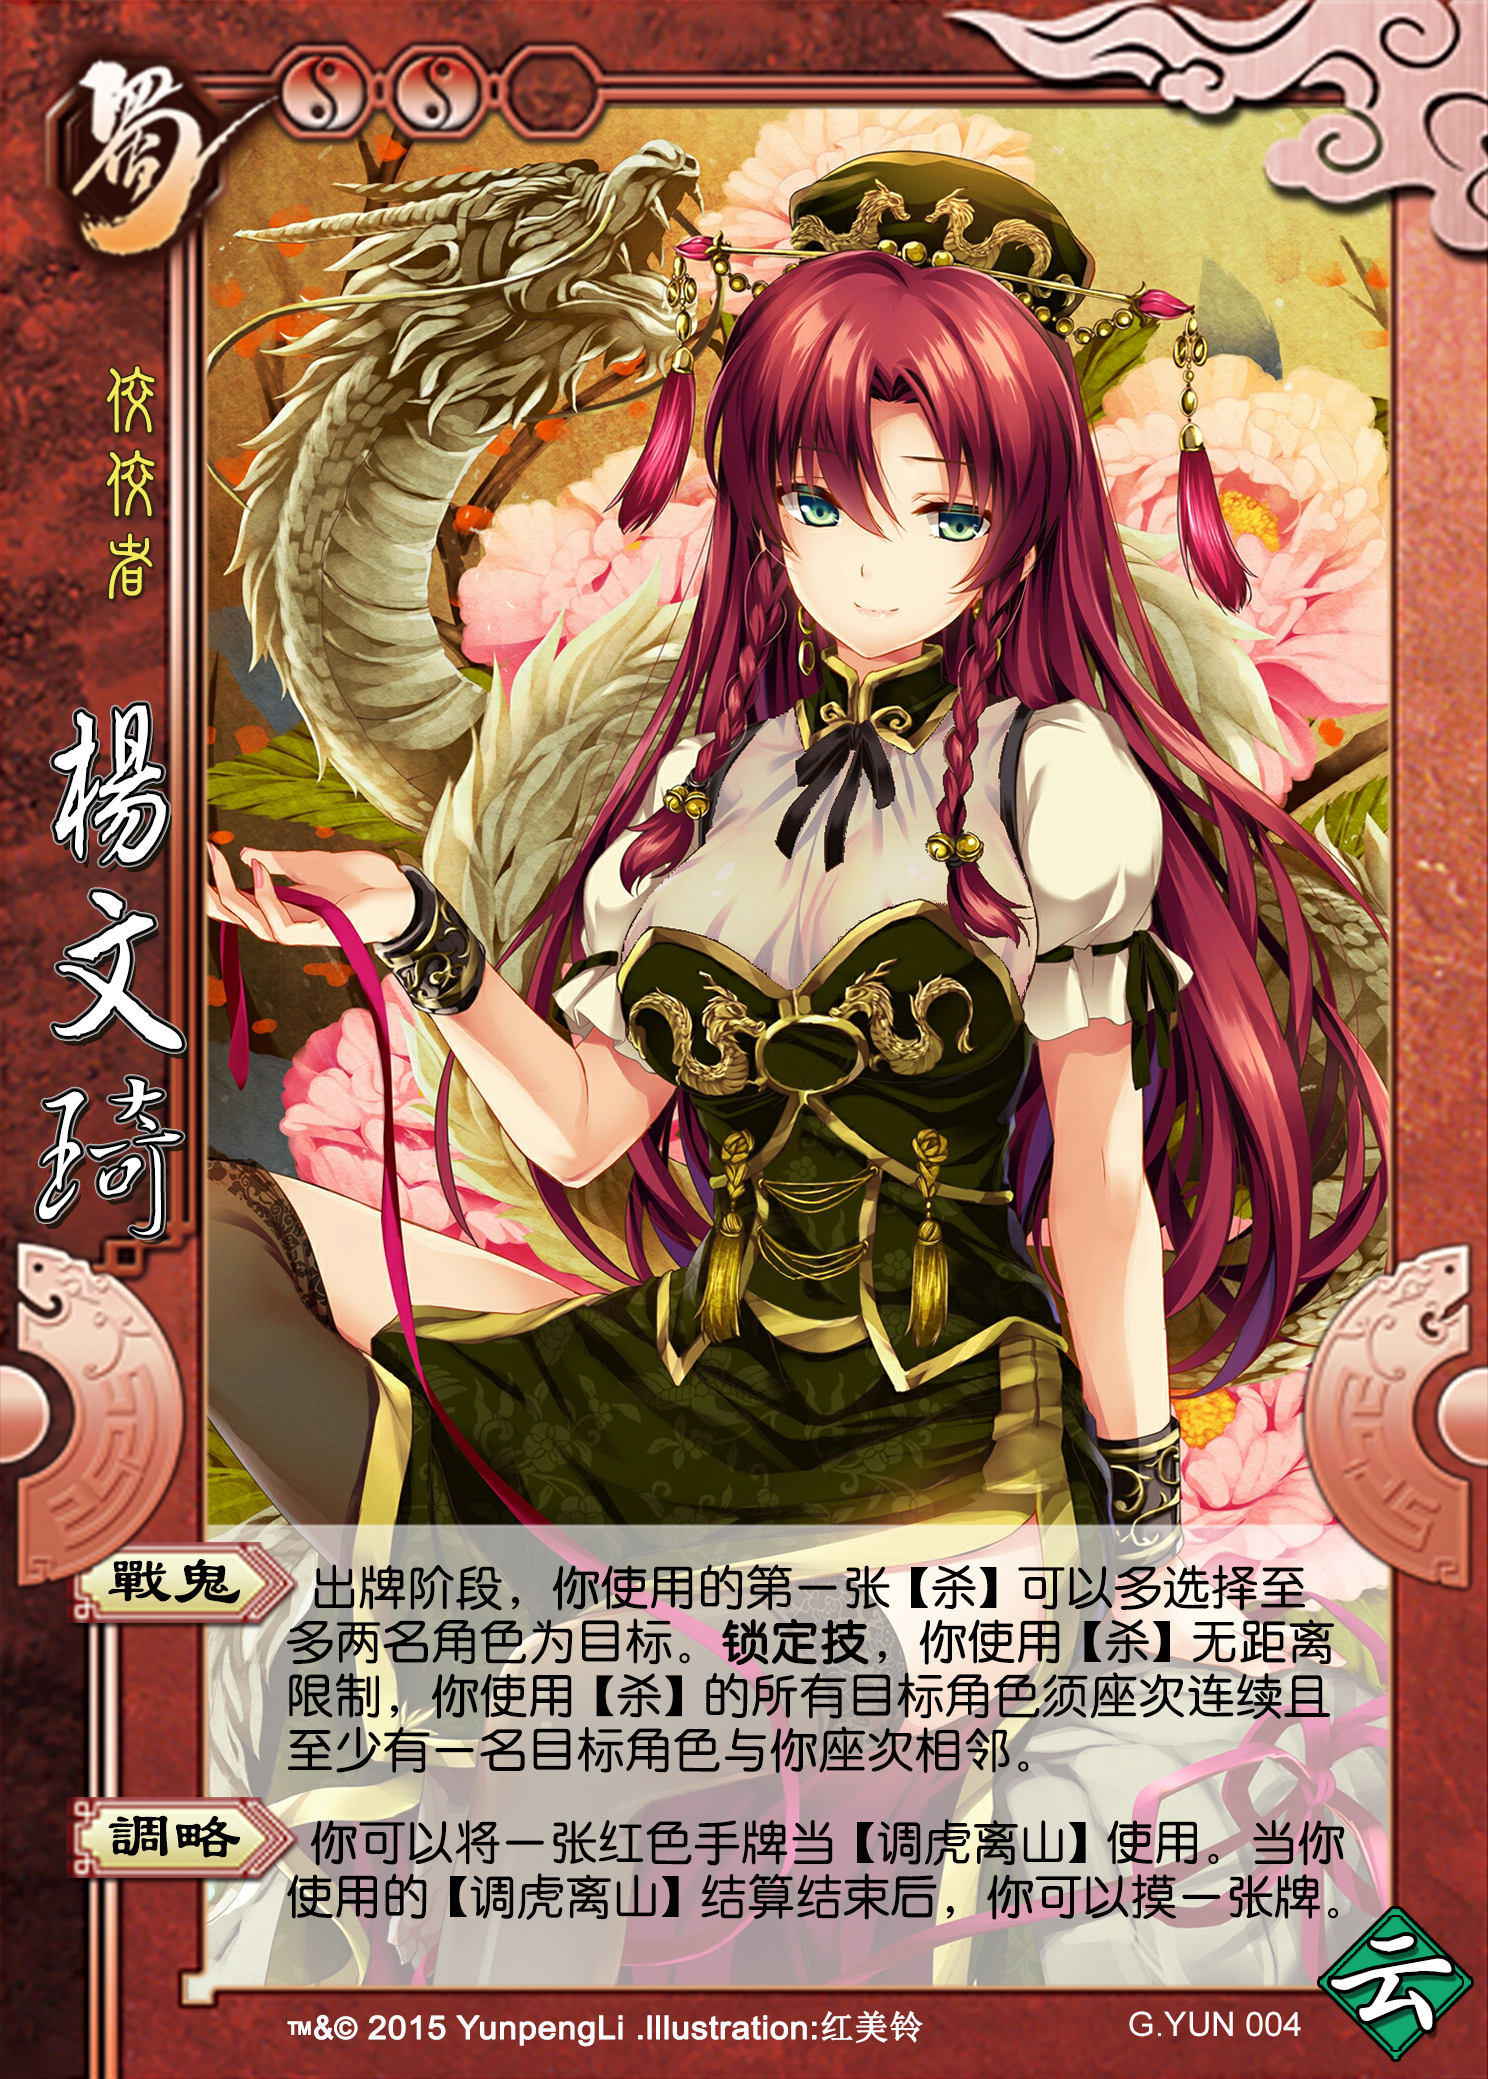 蜀
佼佼者
楊文琦
戰鬼
出牌阶段，你使用的第一张【杀】可以多选择至
多两名角色为目标。锁定技，你使用【杀】无距离
限制，你使用【杀】的所有目标角色须座次连续且
至少有一名目标角色与你座次相邻。
調略
你可以将一张红色手牌当【调虎离山】使用。当你
使用的【调虎离山】结算结束后，你可以摸一张牌。
云
™&© 2015 YunpengLi .Illustration:红美铃
G.YUN 004